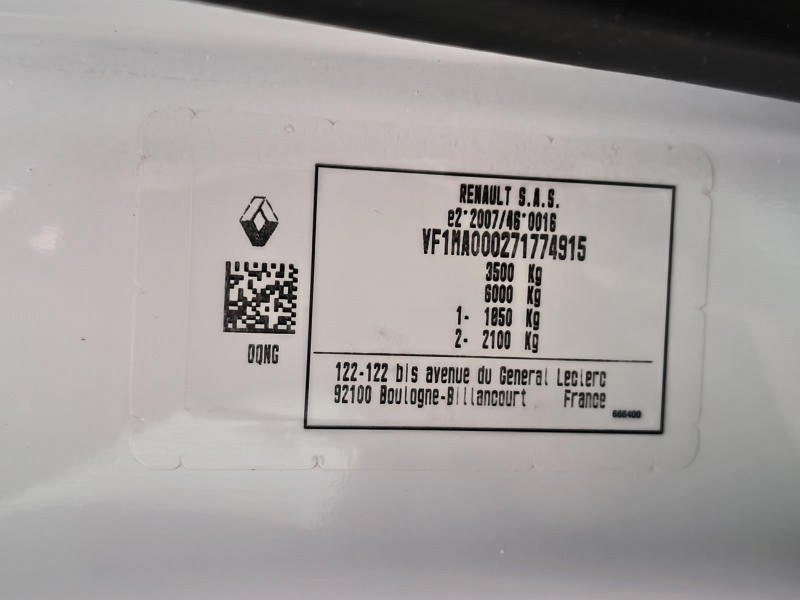 RENAULT S.A.S.
e2*2007/46*0016
VF1MA000271774915
3500 Kg
6000 Kg
1- 1850 Kg
2- 2100 Kg
OQNG
122-122 bis avenue du General Leclerc
92100 Boulogne-Billancourt France
666400